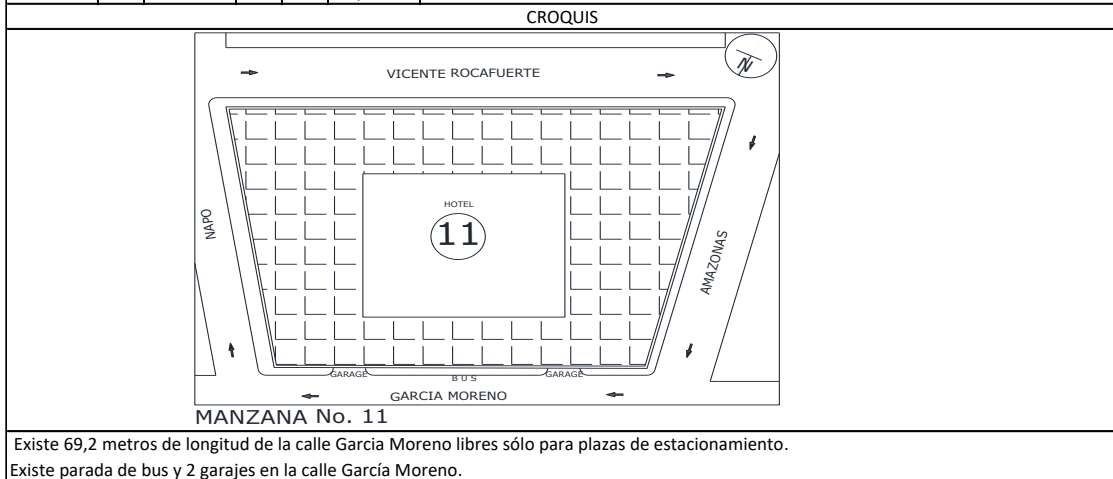 CROQUIS
N
VICENTE ROCAFUERTE
HOTEL
11
NAPO
AMAZONAS
GARAGE
BUS
GARAGE
GARCIA MORENO
MANZANA No. 11
Existe 69,2 metros de longitud de la calle Garcia Moreno libres sólo para plazas de estacionamiento.
Existe parada de bus y 2 garajes en la calle García Moreno.